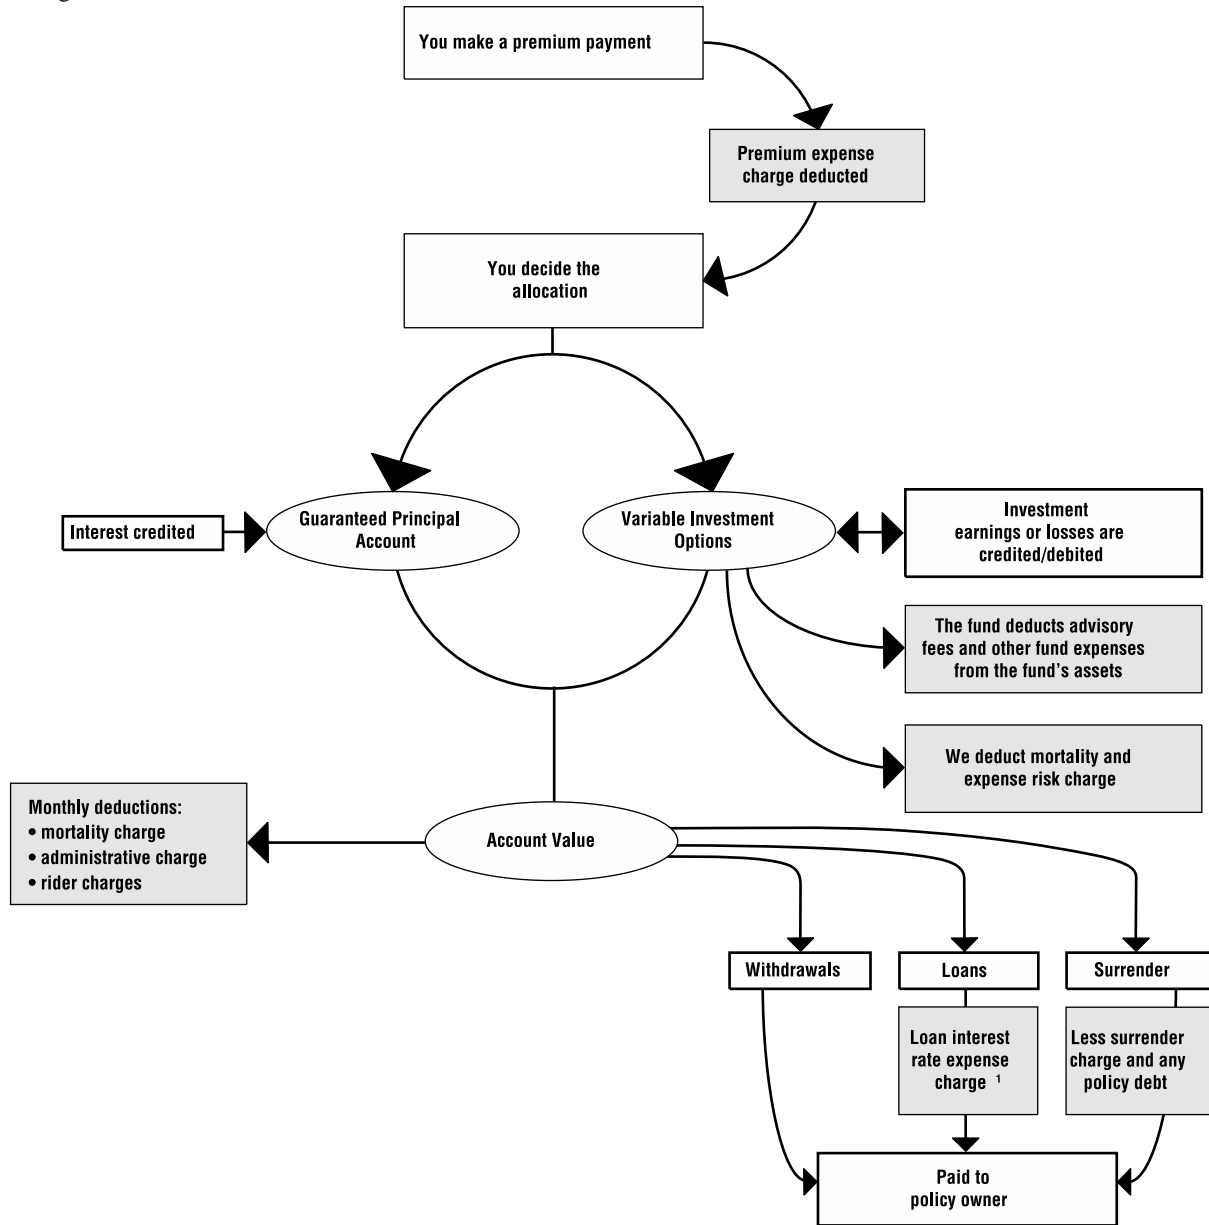 You make a premium payment
Premium expense
charge deducted
You decide the
allocation
Interest credited
Guaranteed Principal
Account
Variable Investment
Options
Investment
earnings or losses are
credited/debited
The fund deducts advisory
fees and other fund expenses
from the fund's assets
We deduct mortality and
expense risk charge
Monthly deductions:
• mortality charge
• administrative charge
• rider charges
Account Value
Withdrawals
Loans
Surrender
Loan interest
rate expense
charge ¹
Less surrender
charge and any
policy debt
Paid to
policy owner